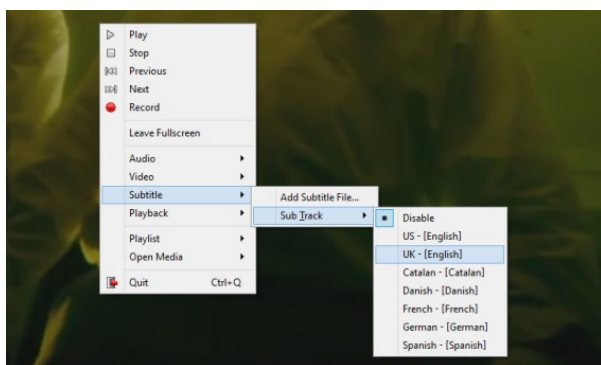 Play
Stop
Previous
Next
Record
Leave Fullscreen
Audio
Video
Subtitle
Playback
Playlist
Open Media
Quit Ctrl+Q
Add Subtitle File...
Sub Track
Disable
US - [English]
UK - [English]
Catalan - [Catalan]
Danish - [Danish]
French - [French]
German - [German]
Spanish - [Spanish]